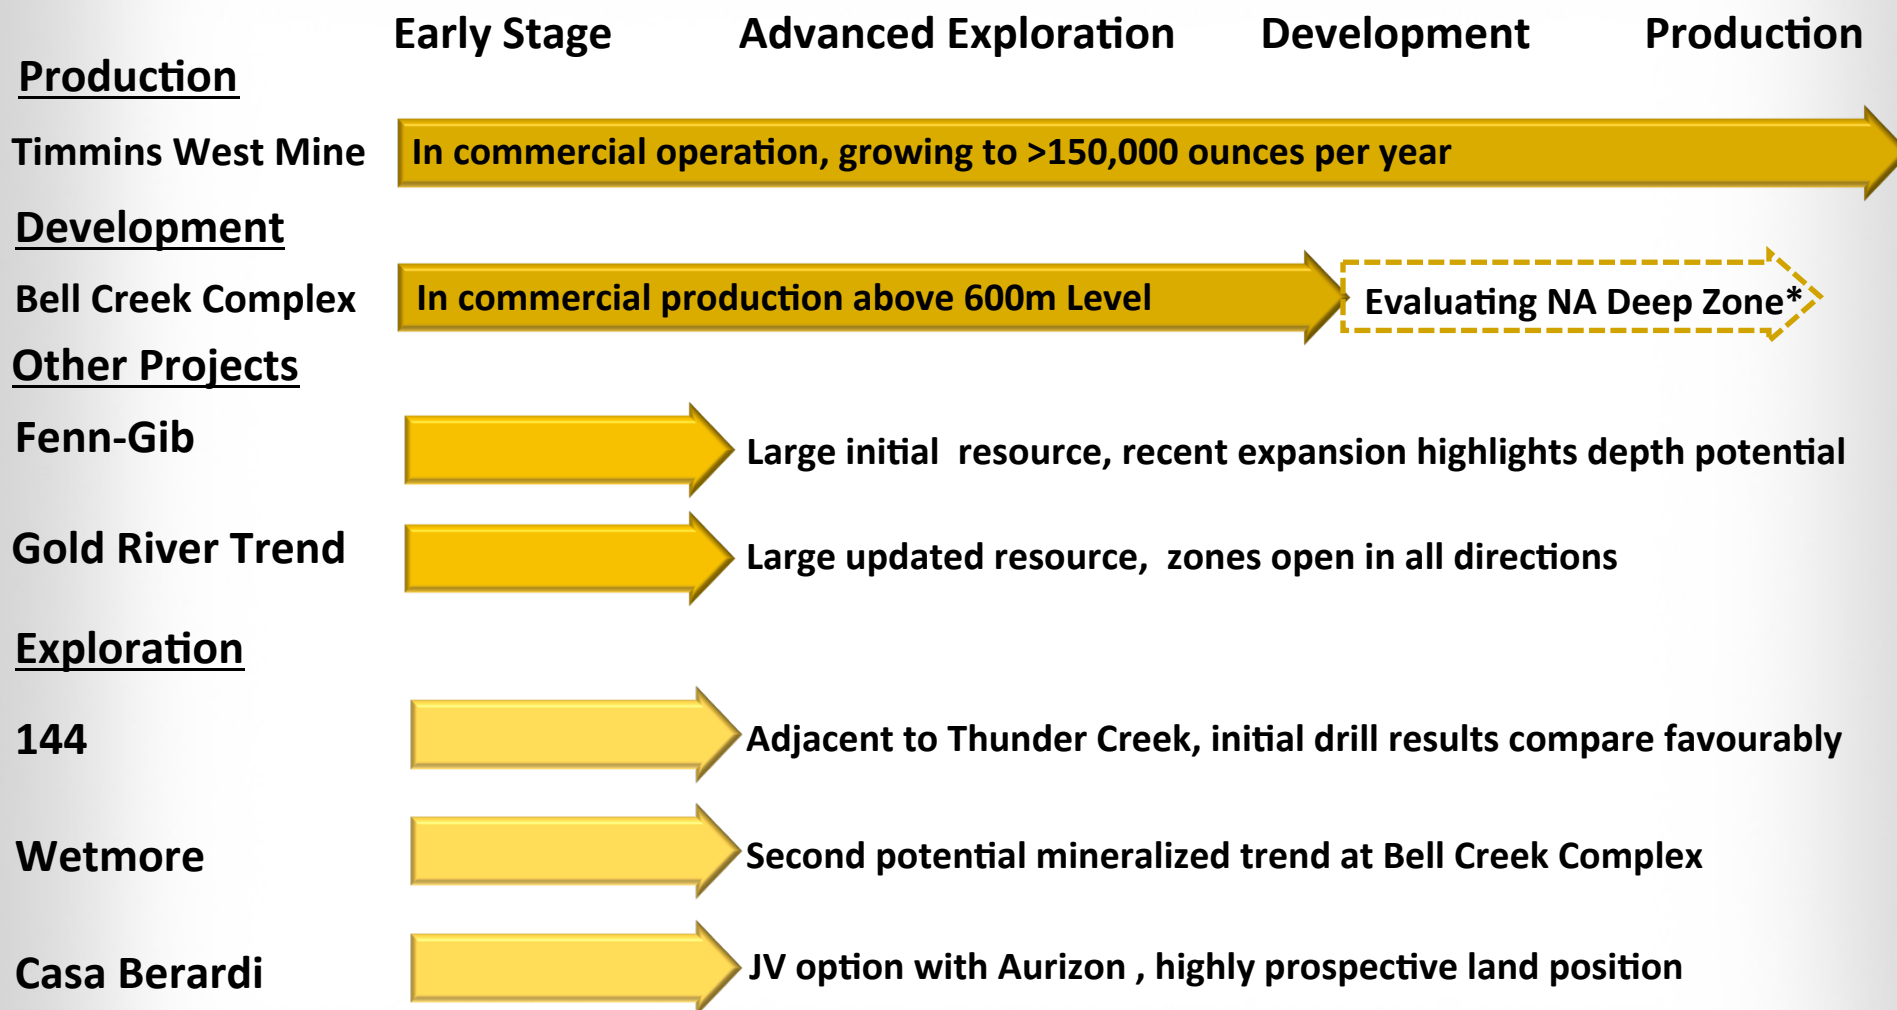 Early Stage Advanced Exploration Development Production
Production
Timmins West Mine In commercial operation, growing to >150,000 ounces per year
Development
Bell Creek Complex In commercial production above 600m Level Evaluating NA Deep Zone*
Other Projects
Fenn-Gib Large initial resource, recent expansion highlights depth potential
Gold River Trend Large updated resource, zones open in all directions
Exploration
144 Adjacent to Thunder Creek, initial drill results compare favourably
Wetmore Second potential mineralized trend at Bell Creek Complex
Casa Berardi JV option with Aurizon , highly prospective land position